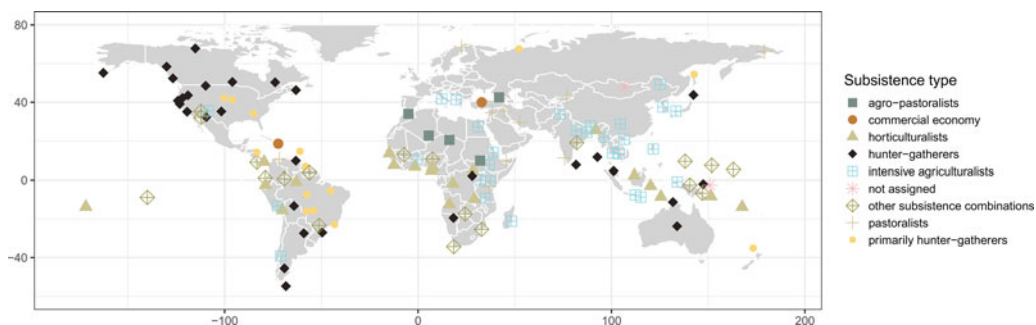 80
40
0
−40
−100
0
100
200
Subsistence type
agro-pastoralists
commercial economy
horticulturalists
hunter-gatherers
intensive agriculturalists
not assigned
other subsistence combinations
pastoralists
primarily hunter-gatherers